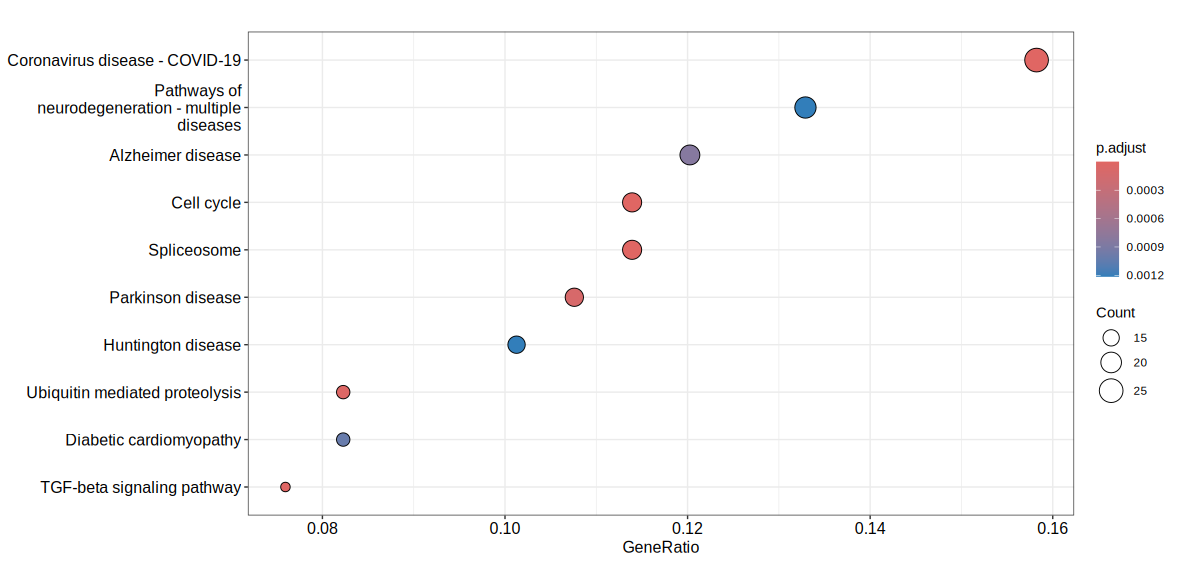 Coronavirus disease - COVID-19
Pathways of
neurodegeneration - multiple
diseases
Alzheimer disease
Cell cycle
Spliceosome
Parkinson disease
Huntington disease
Ubiquitin mediated proteolysis
Diabetic cardiomyopathy
TGF-beta signaling pathway
0.08 0.10 0.12 0.14 0.16
GeneRatio
p.adjust
0.0003
0.0006
0.0009
0.0012
Count
15
20
25